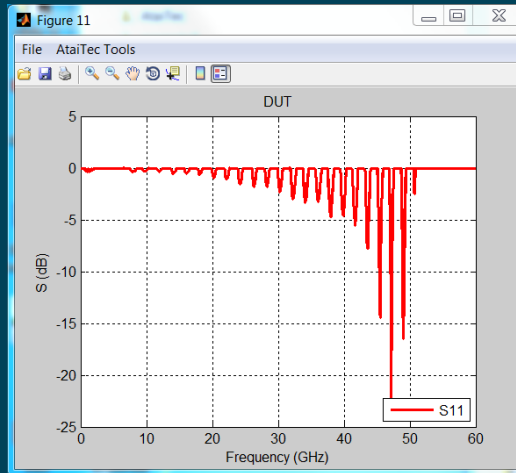 Figure 11
File AtaiTec Tools
DUT
5
0
-5
-10
-15
-20
-25
S (dB)
0 10 20 30 40 50 60
Frequency (GHz)
S11